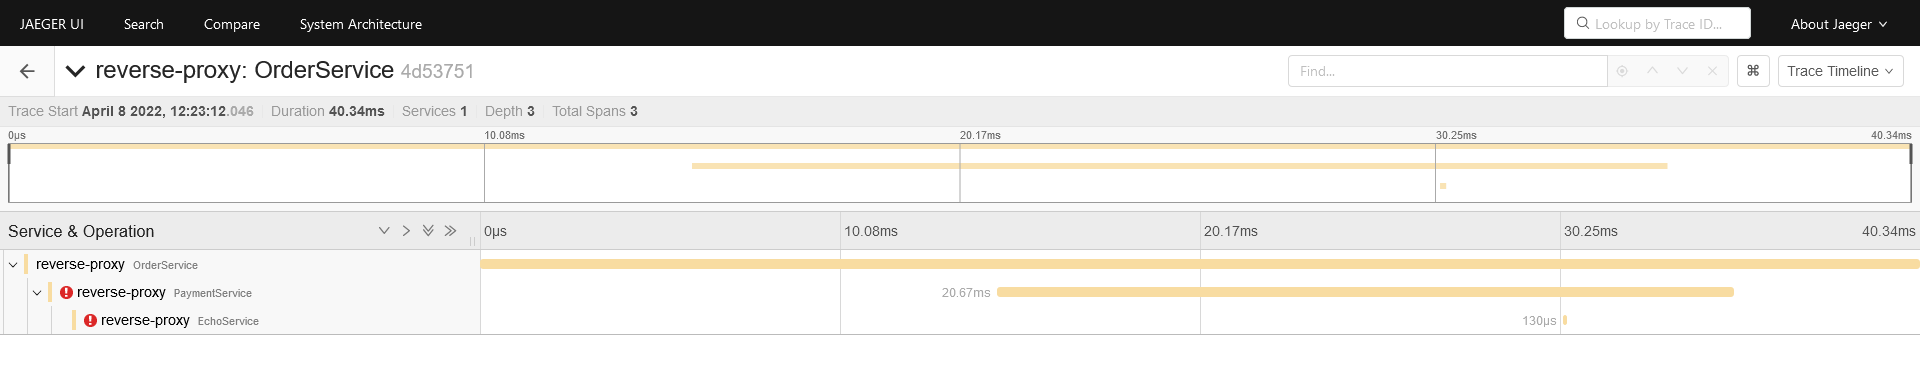 JAEGER UI Search Compare System Architecture Lookup by Trace ID... About Jaeger
reverse-proxy: OrderService 4d53751 Find... ⌘ Trace Timeline
Trace Start April 8 2022, 12:23:12.046 Duration 40.34ms Services 1 Depth 3 Total Spans 3
0μs 10.08ms 20.17ms 30.25ms 40.34ms
Service & Operation 0μs 10.08ms 20.17ms 30.25ms 40.34ms
reverse-proxy OrderService
reverse-proxy PaymentService 20.67ms
reverse-proxy EchoService 130μs